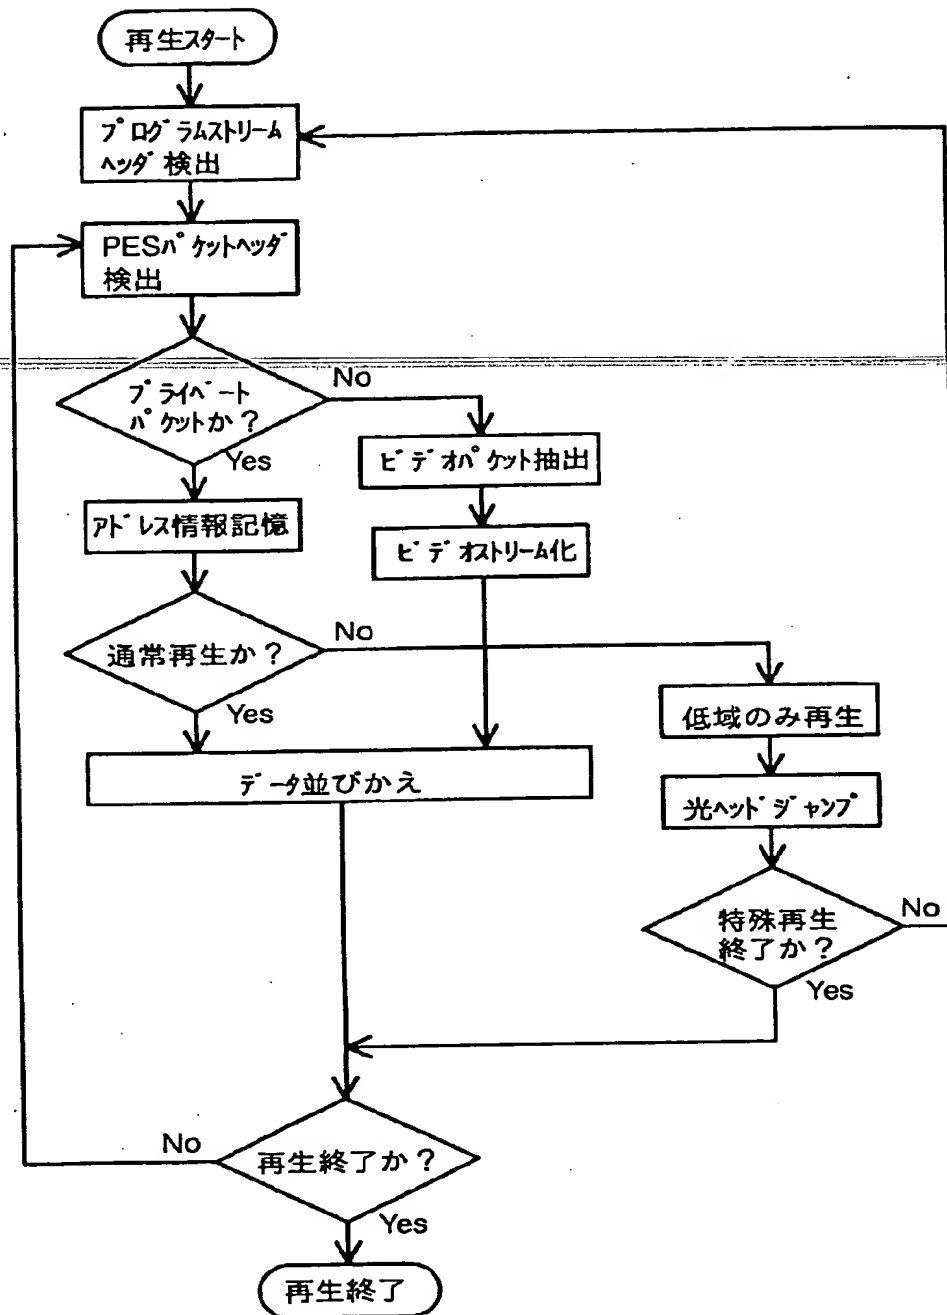 再生スタート
プログラムストリーム
ヘッダ検出
PESパケットヘッダ
検出
プライベート
パケットか？
No
Yes
ビデオパケット抽出
アドレス情報記憶
ビデオストリーム化
通常再生か？
No
Yes
低域のみ再生
データ並びかえ
光ヘッドジャンプ
特殊再生
終了か？
No
Yes
再生終了か？
No
Yes
再生終了